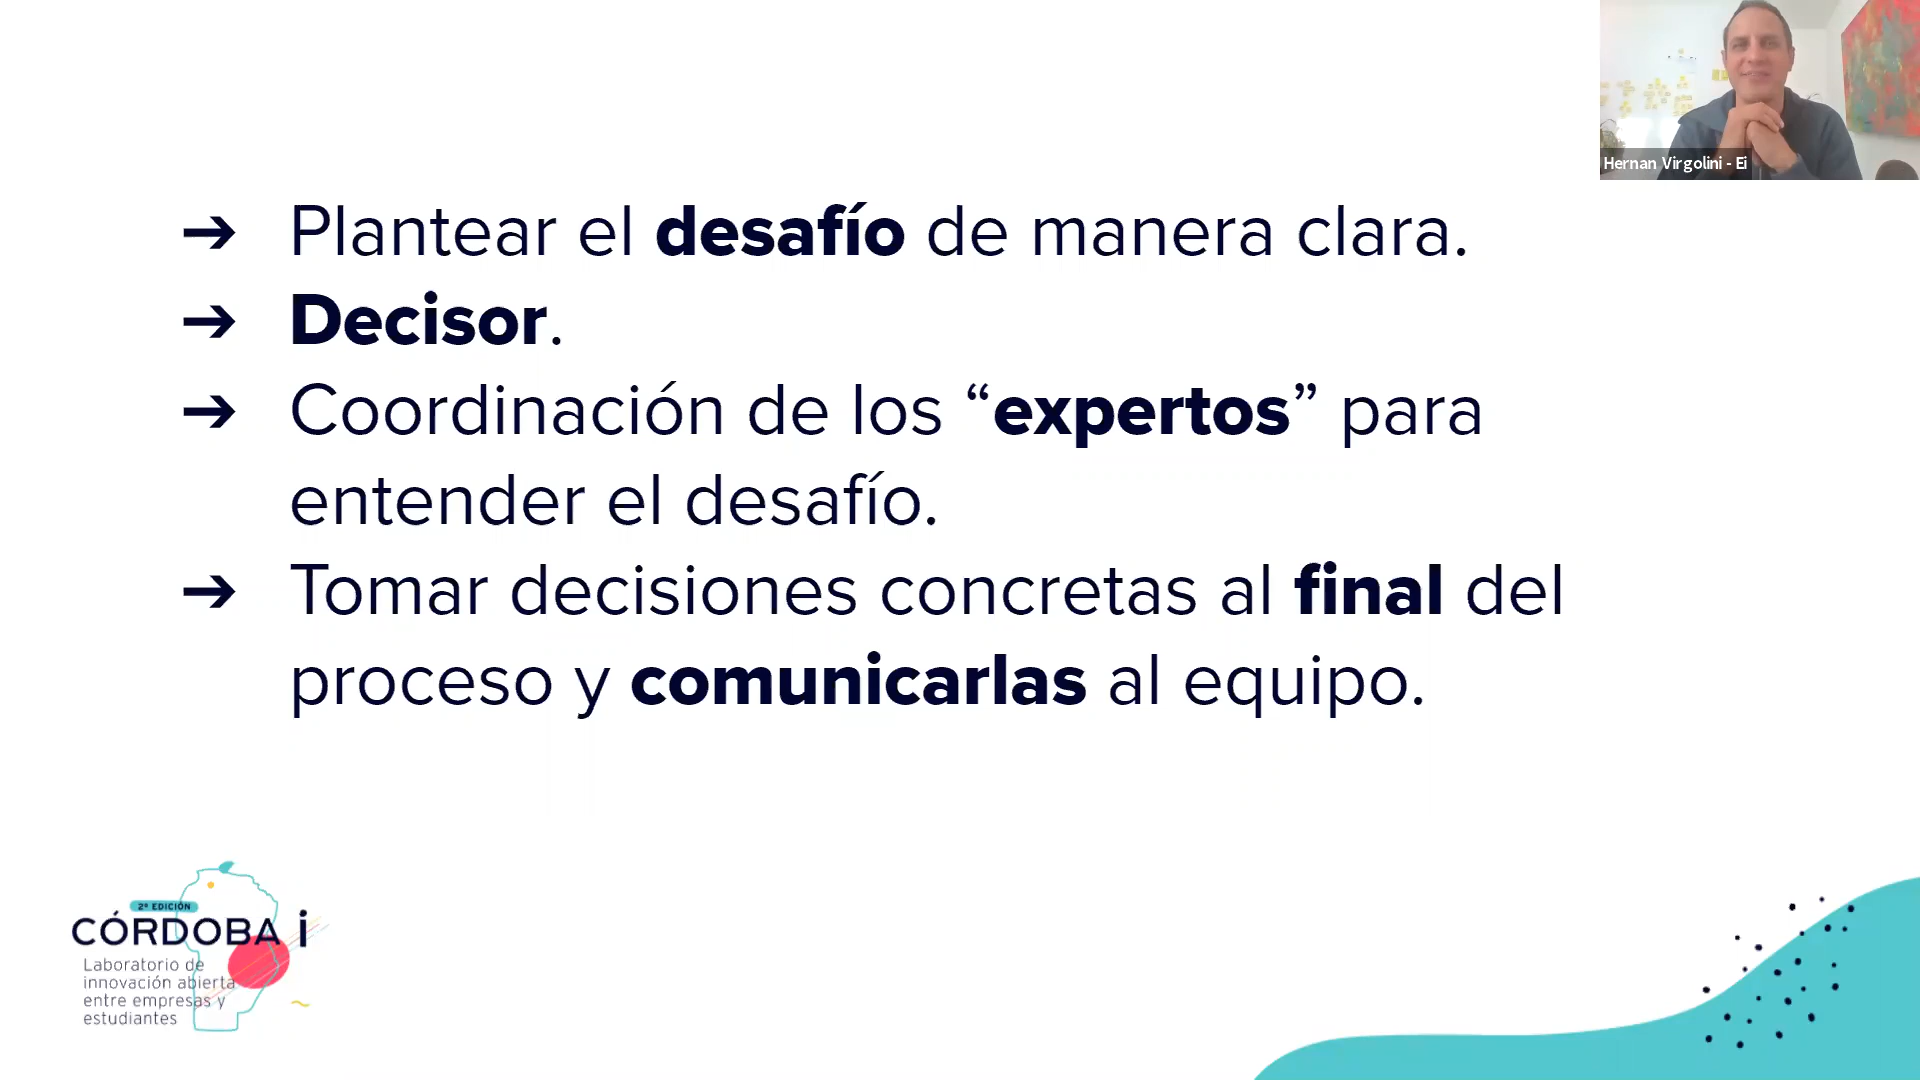 Hernan Virgolini - Ei
➔ Plantear el desafío de manera clara.
➔ Decisor.
➔ Coordinación de los “expertos” para
entender el desafío.
➔ Tomar decisiones concretas al final del
proceso y comunicarlas al equipo.
2ª EDICIÓN
CÓRDOBA i
Laboratorio de
innovación abierta
entre empresas y
estudiantes